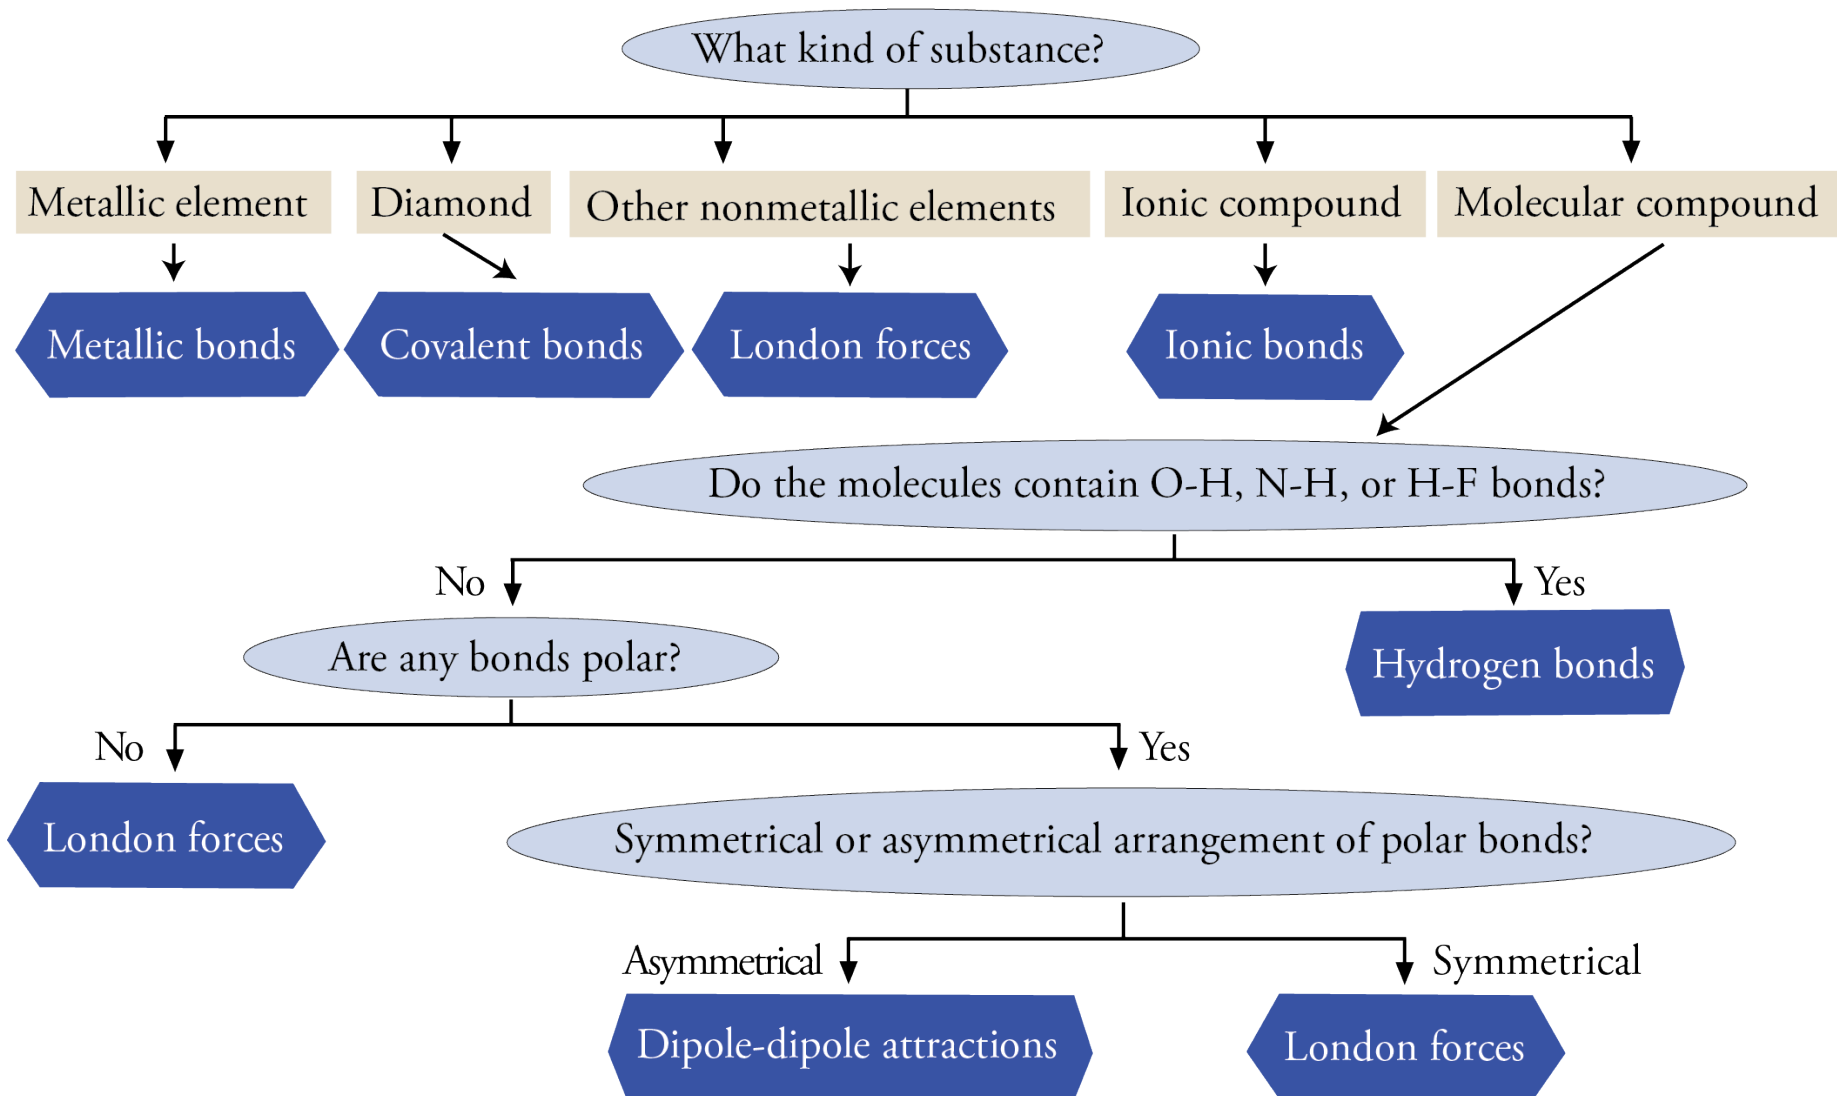 What kind of substance?
Metallic element
Diamond
Other nonmetallic elements
Ionic compound
Molecular compound
Metallic bonds
Covalent bonds
London forces
Ionic bonds
Do the molecules contain O-H, N-H, or H-F bonds?
No
Yes
Are any bonds polar?
Hydrogen bonds
No
Yes
London forces
Symmetrical or asymmetrical arrangement of polar bonds?
Asymmetrical
Symmetrical
Dipole-dipole attractions
London forces